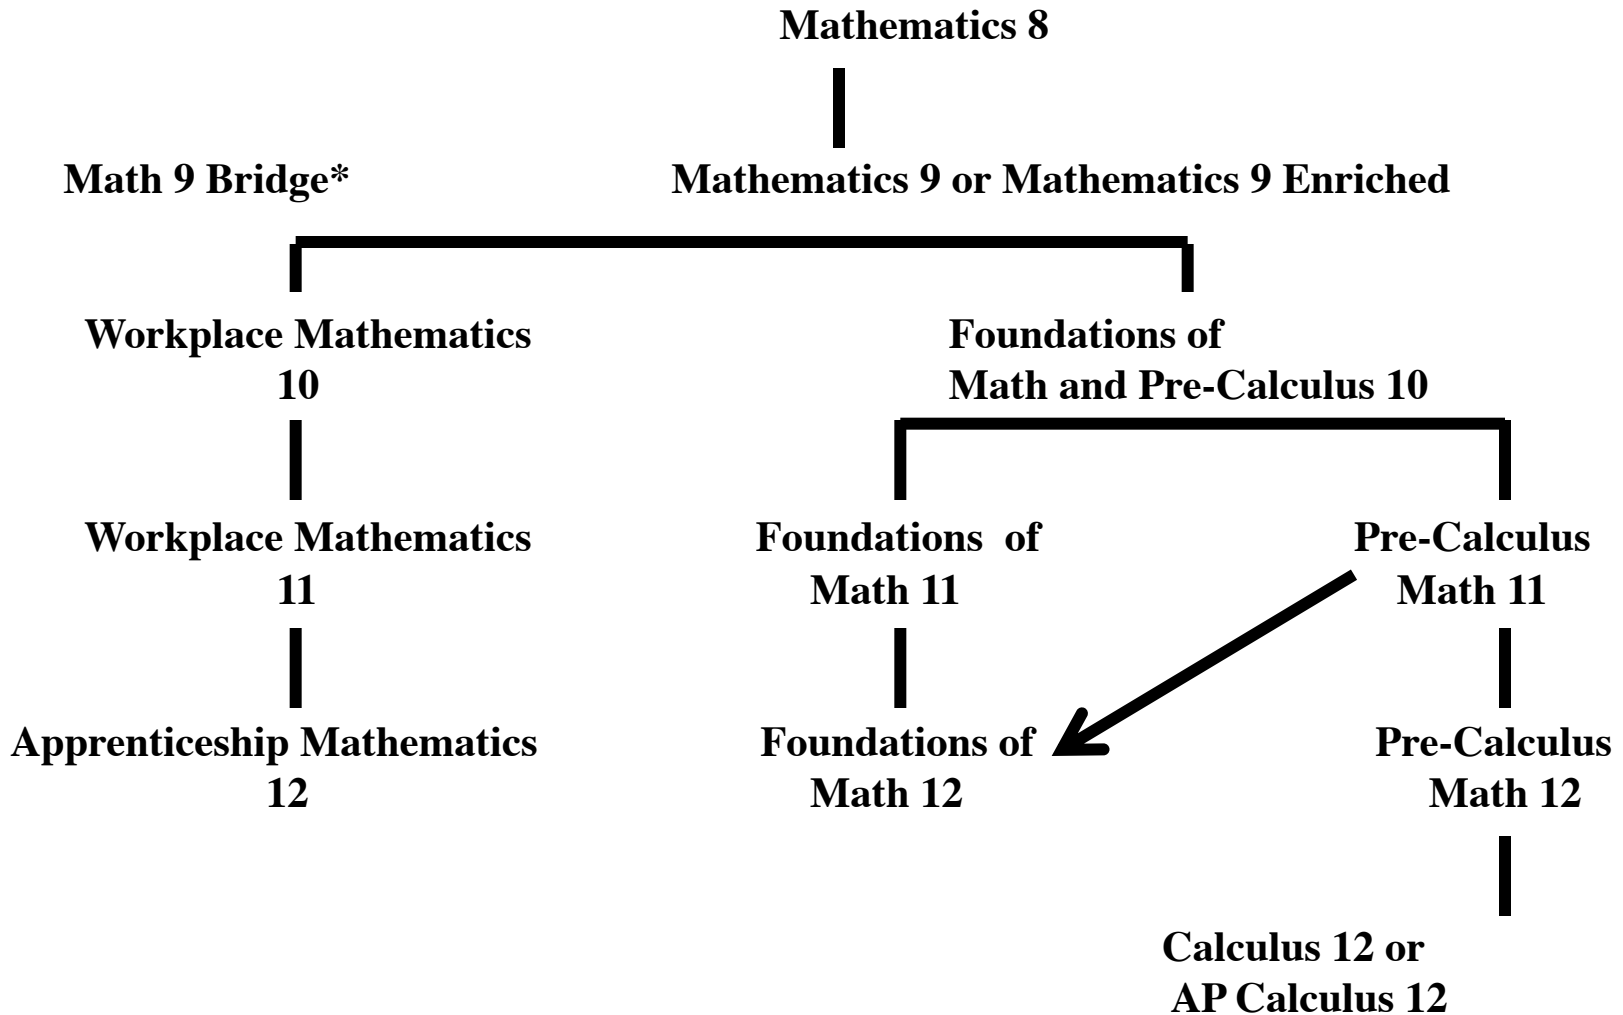 Mathematics 8
Math 9 Bridge*
Mathematics 9 or Mathematics 9 Enriched
Workplace Mathematics
10
Foundations of
Math and Pre-Calculus 10
Workplace Mathematics
11
Foundations of
Math 11
Pre-Calculus
Math 11
Apprenticeship Mathematics
12
Foundations of
Math 12
Pre-Calculus
Math 12
Calculus 12 or
AP Calculus 12